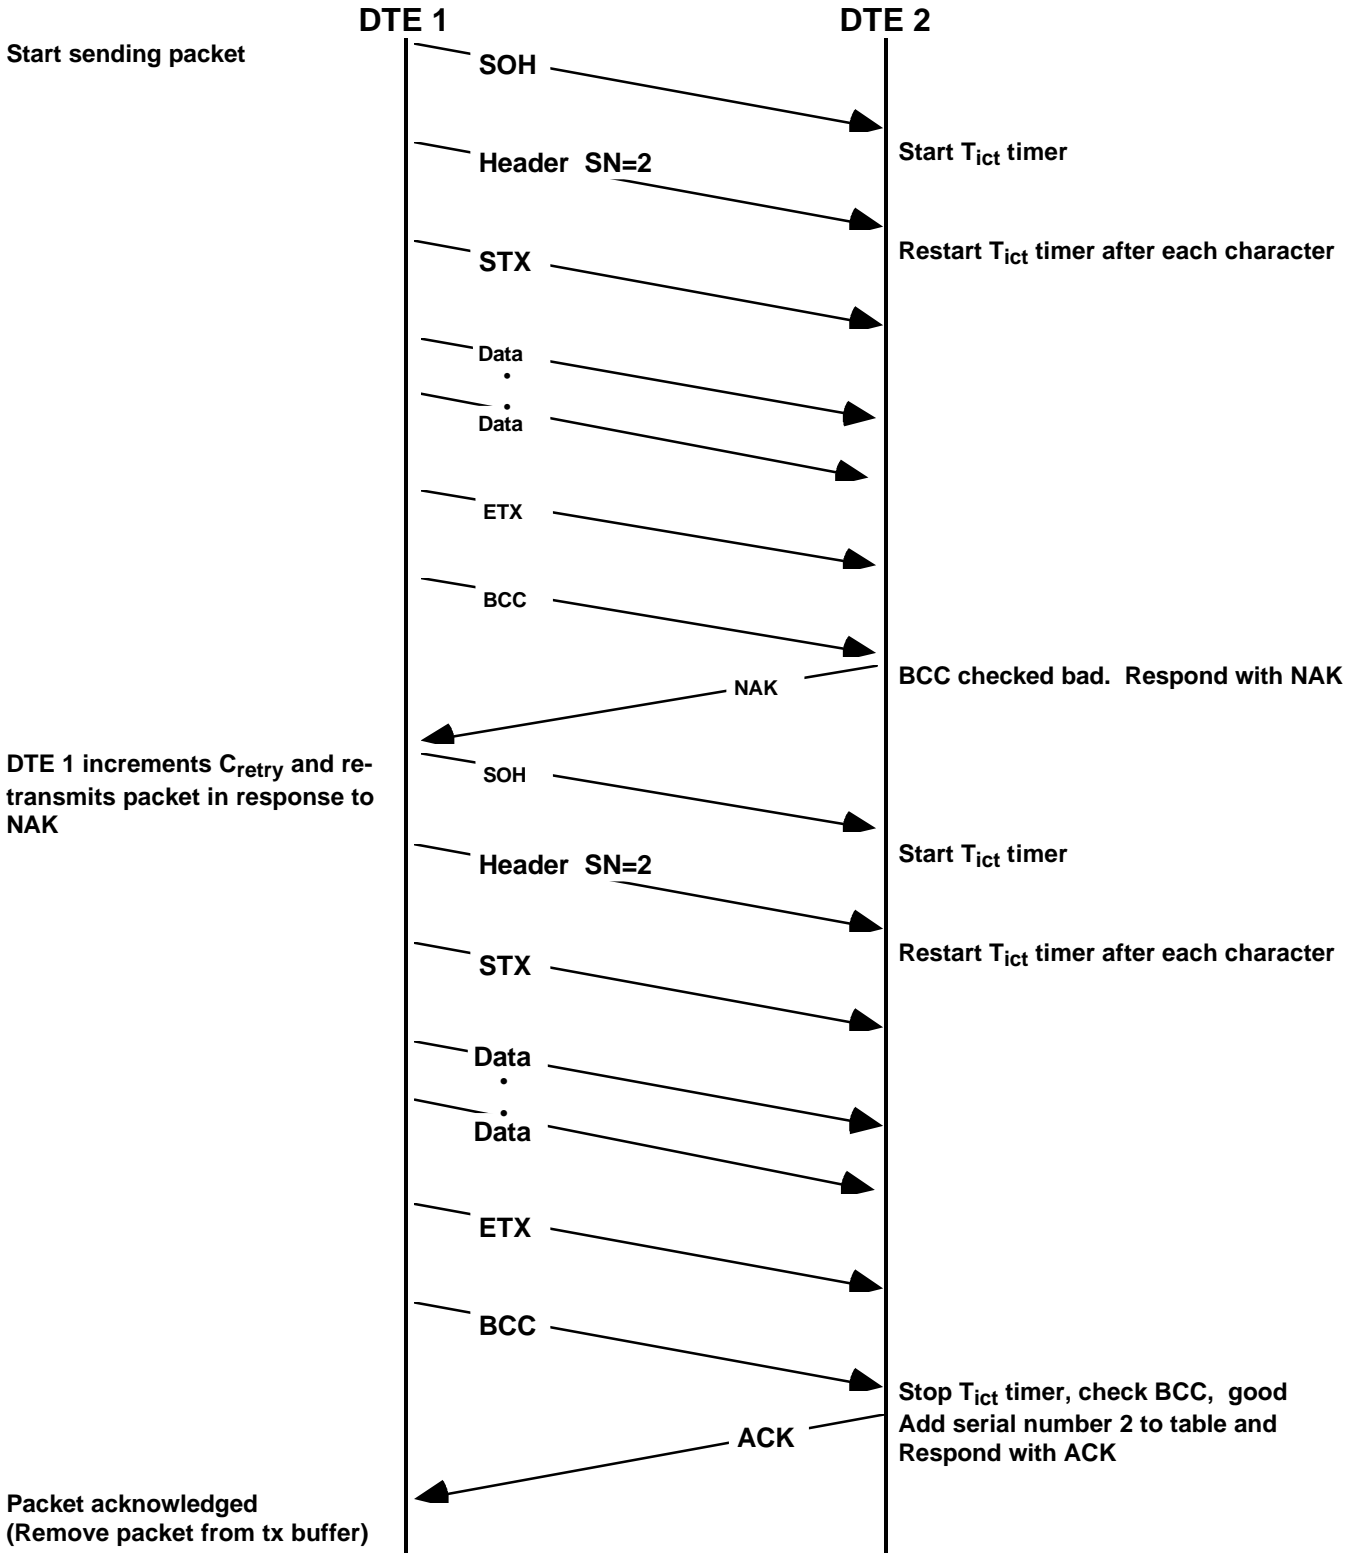 DTE 1
DTE 2
Start sending packet
SOH
Start Tict timer
Header SN=2
Restart Tict timer after each character
STX
Data
Data
ETX
BCC
BCC checked bad. Respond with NAK
NAK
DTE 1 increments Cretry and re-
transmits packet in response to
NAK
SOH
Start Tict timer
Header SN=2
Restart Tict timer after each character
STX
Data
Data
ETX
BCC
Stop Tict timer, check BCC, good
Add serial number 2 to table and
Respond with ACK
ACK
Packet acknowledged
(Remove packet from tx buffer)